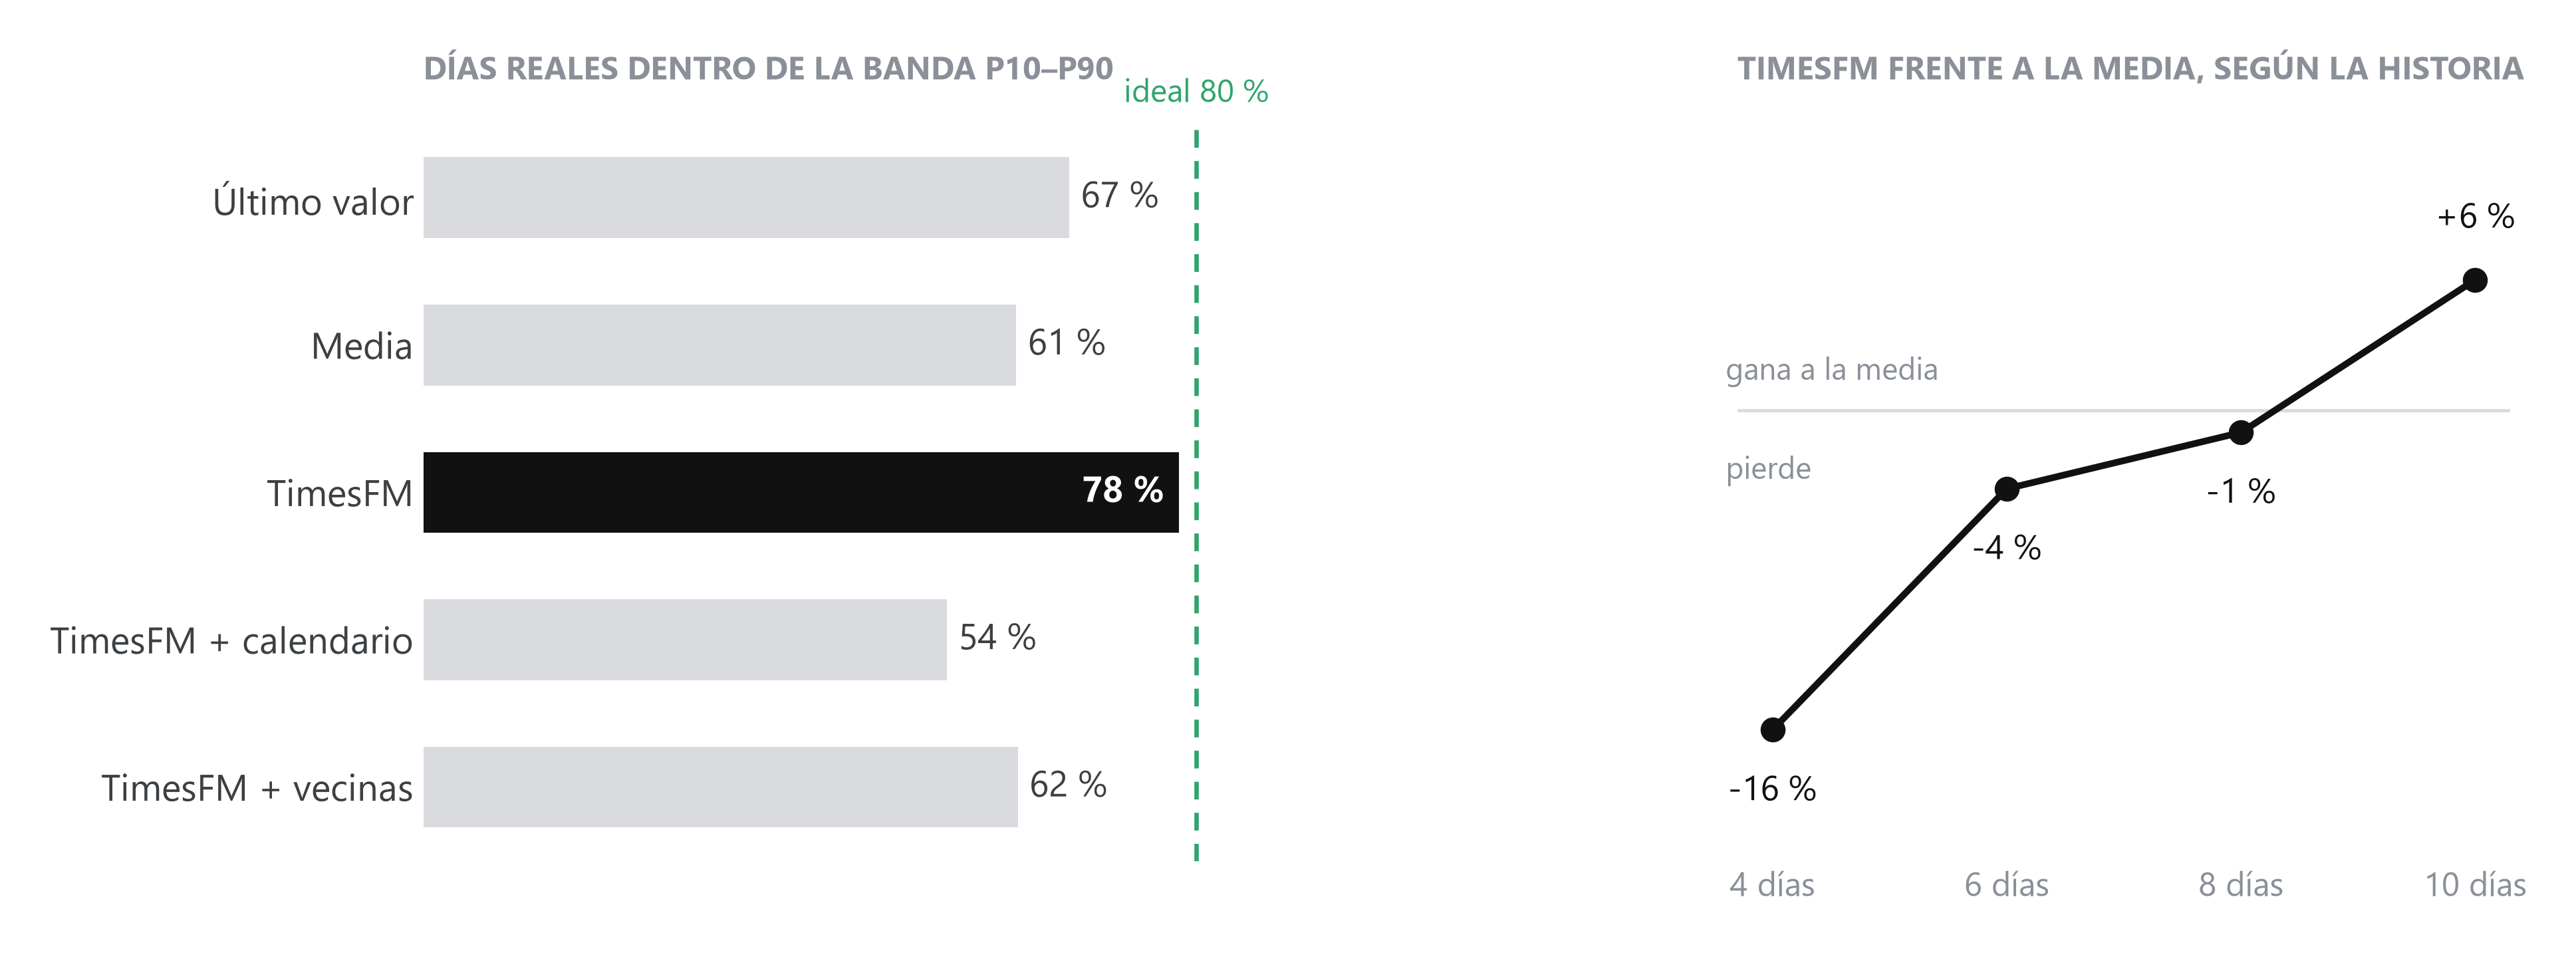 DÍAS REALES DENTRO DE LA BANDA P10–P90
ideal 80 %
Último valor
67 %
Media
61 %
TimesFM
78 %
TimesFM + calendario
54 %
TimesFM + vecinas
62 %
TIMESFM FRENTE A LA MEDIA, SEGÚN LA HISTORIA
+6 %
gana a la media
pierde
-1 %
-4 %
-16 %
4 días
6 días
8 días
10 días